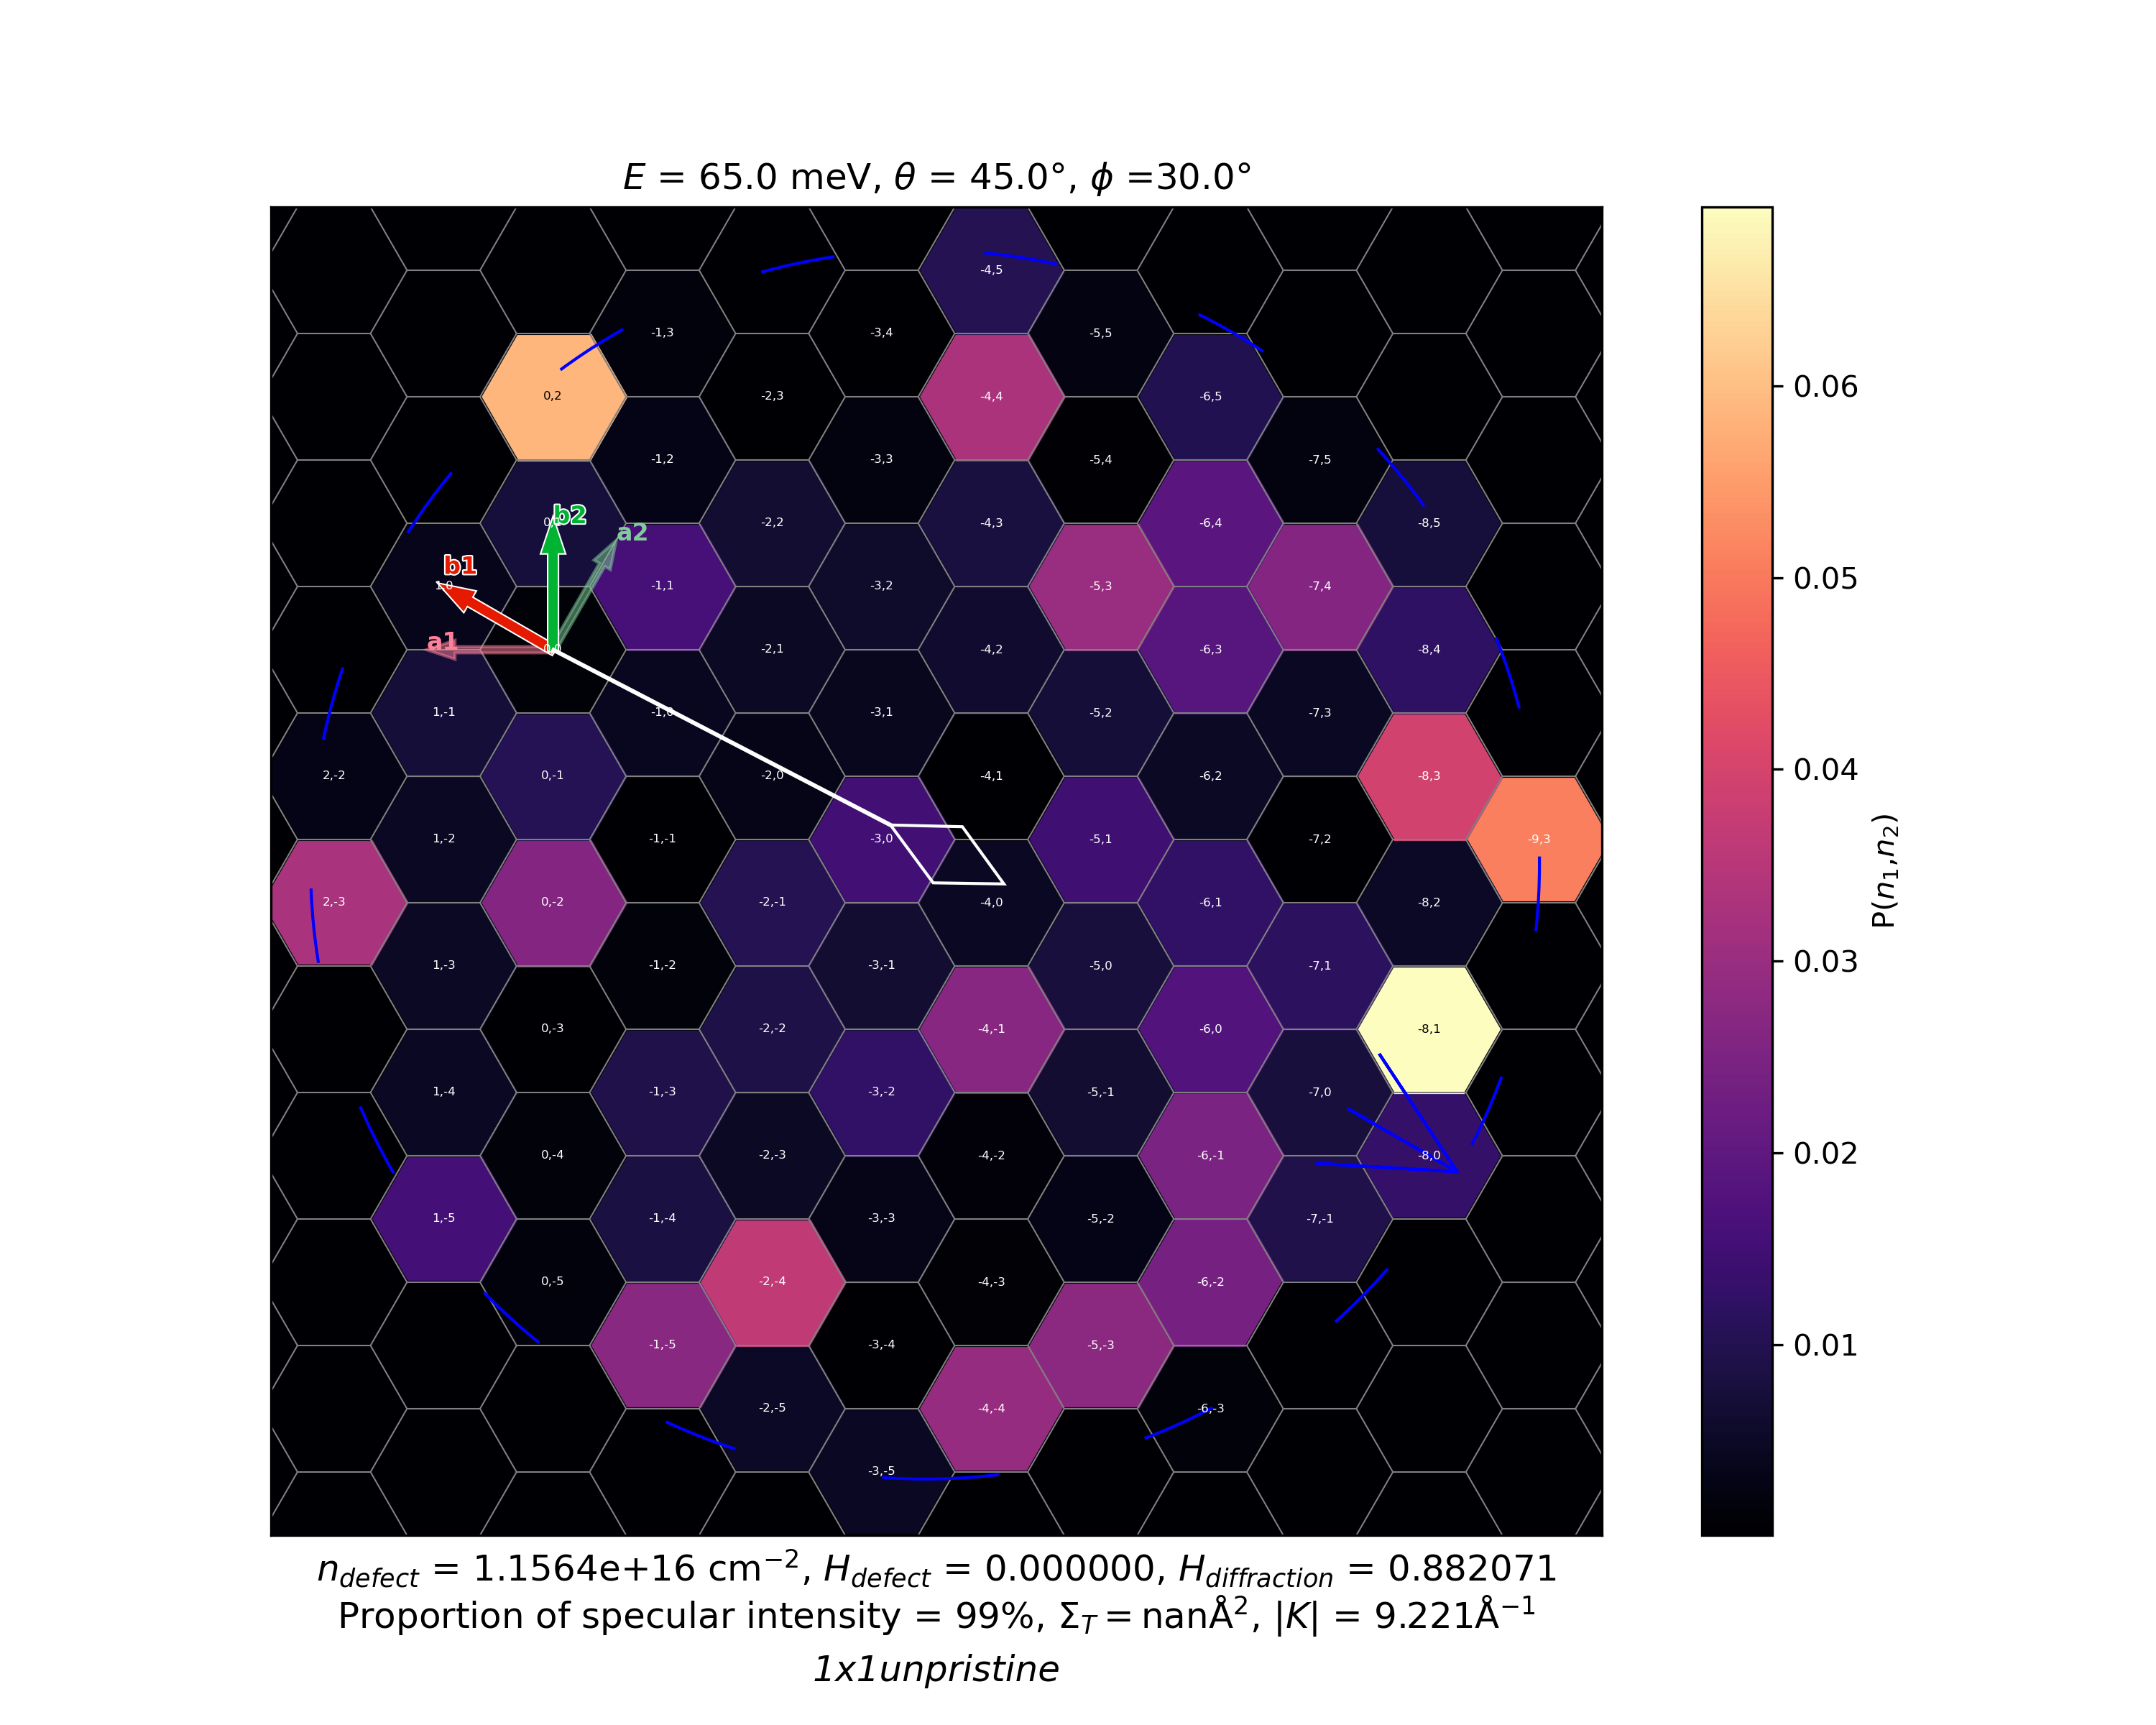 E = 65.0 meV, θ = 45.0°, ϕ =30.0°
-4,5
-1,3 -3,4 -5,5
0,2 -2,3 -4,4 -6,5
-1,2 -3,3 -5,4 -7,5
b2 -2,2 -4,3 -6,4 -8,5
a2
b1
-1,1 -3,2 -5,3 -7,4
a1 -2,1 -4,2 -6,3 -8,4
1,-1 -1,0 -3,1 -5,2 -7,3
2,-2 0,-1 -2,0 -4,1 -6,2 -8,3
1,-2 -1,-1 -3,0 -5,1 -7,2 -9,3
2,-3 0,-2 -2,-1 -4,0 -6,1 -8,2
1,-3 -1,-2 -3,-1 -5,0 -7,1
0,-3 -2,-2 -4,-1 -6,0 -8,1
1,-4 -1,-3 -3,-2 -5,-1 -7,0
0,-4 -2,-3 -4,-2 -6,-1 -8,0
1,-5 -1,-4 -3,-3 -5,-2 -7,-1
0,-5 -2,-4 -4,-3 -6,-2
-1,-5 -3,-4 -5,-3
-2,-5 -4,-4 -6,-3
-3,-5
0.06
0.05
0.04
0.03
0.02
0.01
P(n₁,n₂)
n_defect = 1.1564e+16 cm⁻², H_defect = 0.000000, H_diffraction = 0.882071
Proportion of specular intensity = 99%, Σ_T = nanÅ², |K| = 9.221Å⁻¹
1x1unpristine